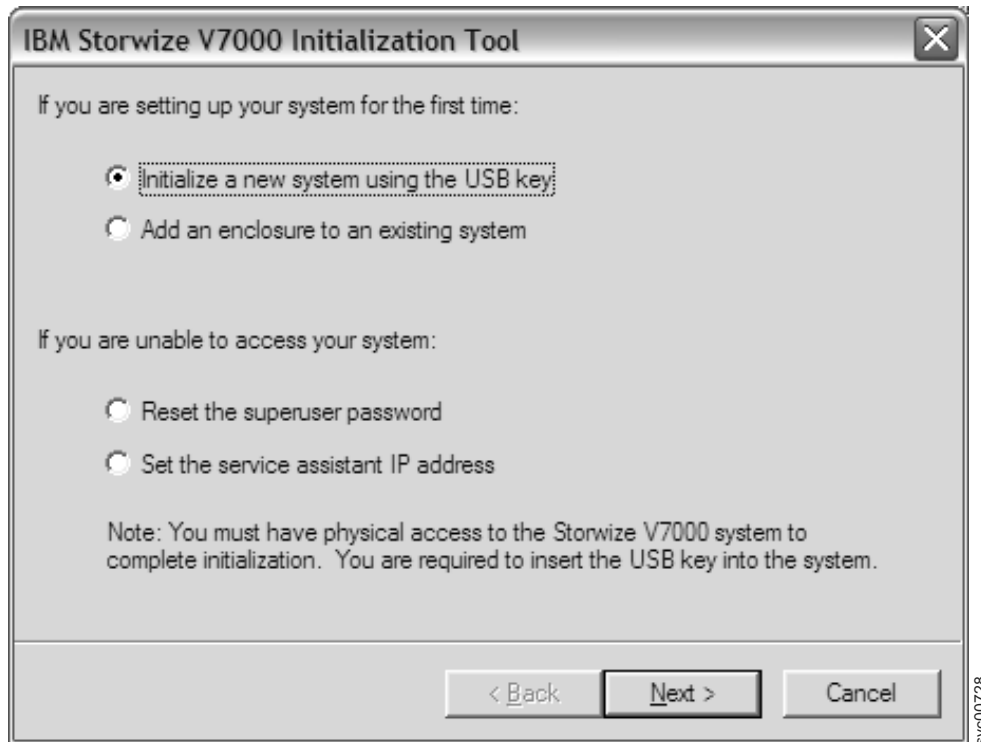 IBM Storwize V7000 Initialization Tool
If you are setting up your system for the first time:
Initialize a new system using the USB key
Add an enclosure to an existing system
If you are unable to access your system:
Reset the superuser password
Set the service assistant IP address
Note: You must have physical access to the Storwize V7000 system to
complete initialization.  You are required to insert the USB key into the system.
< Back
Next >
Cancel
svc00728